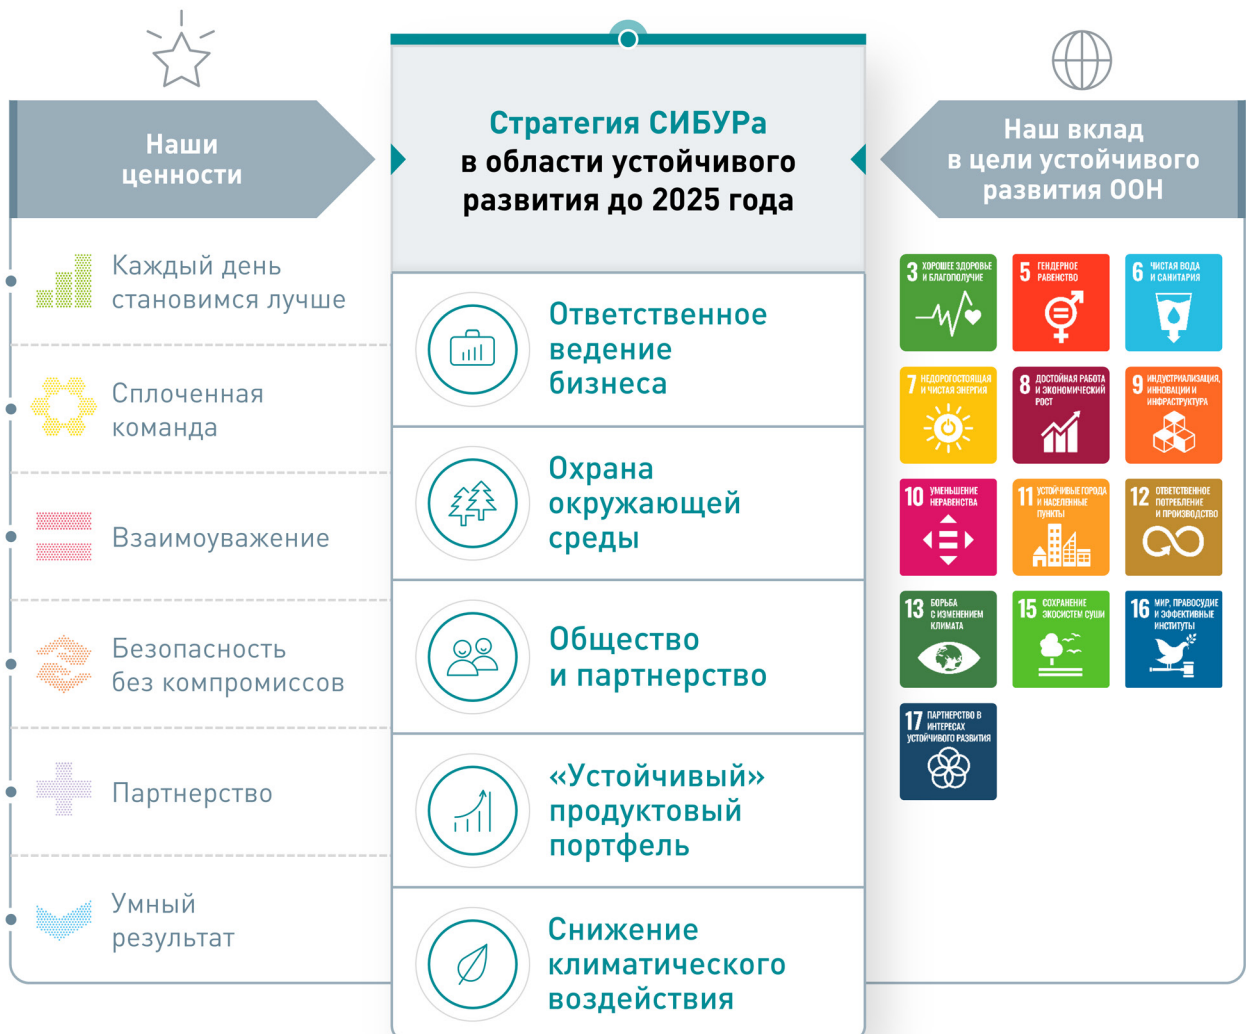 Наши
ценности
Каждый день
становимся лучше
Сплоченная
команда
Взаимоуважение
Безопасность
без компромиссов
Партнерство
Умный
результат
Стратегия СИБУРа
в области устойчивого
развития до 2025 года
Ответственное
ведение
бизнеса
Охрана
окружающей
среды
Общество
и партнерство
«Устойчивый»
продуктовый
портфель
Снижение
климатического
воздействия
Наш вклад
в цели устойчивого
развития ООН
3 ХОРОШЕЕ ЗДОРОВЬЕ
И БЛАГОПОЛУЧИЕ
5 ГЕНДЕРНОЕ
РАВЕНСТВО
6 ЧИСТАЯ ВОДА
И САНИТАРИЯ
7 НЕДОРОГОСТОЯЩАЯ
И ЧИСТАЯ ЭНЕРГИЯ
8 ДОСТОЙНАЯ РАБОТА
И ЭКОНОМИЧЕСКИЙ
РОСТ
9 ИНДУСТРИАЛИЗАЦИЯ,
ИННОВАЦИИ И
ИНФРАСТРУКТУРА
10 УМЕНЬШЕНИЕ
НЕРАВЕНСТВА
11 УСТОЙЧИВЫЕ ГОРОДА
И НАСЕЛЕННЫЕ
ПУНКТЫ
12 ОТВЕТСТВЕННОЕ
ПОТРЕБЛЕНИЕ
И ПРОИЗВОДСТВО
13 БОРЬБА
С ИЗМЕНЕНИЕМ
КЛИМАТА
15 СОХРАНЕНИЕ
ЭКОСИСТЕМ СУШИ
16 МИР, ПРАВОСУДИЕ
И ЭФФЕКТИВНЫЕ
ИНСТИТУТЫ
17 ПАРТНЕРСТВО В
ИНТЕРЕСАХ
УСТОЙЧИВОГО РАЗВИТИЯ